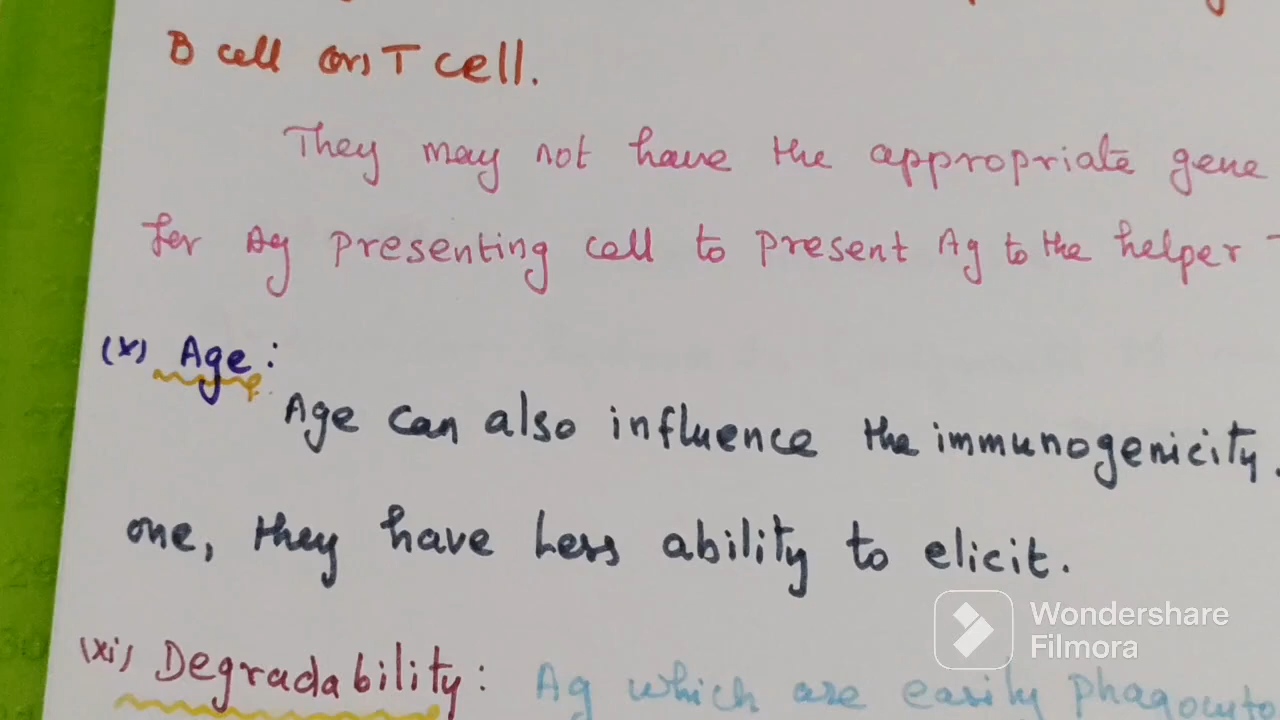 B cell (or) T cell.
They may not have the appropriate gene
for Ag presenting cell to present Ag to the helper
(x) Age:
Age can also influence the immunogenicity.
one, they have less ability to elicit.
(xi) Degradability: Ag which are easily phagocyto
Wondershare
Filmora